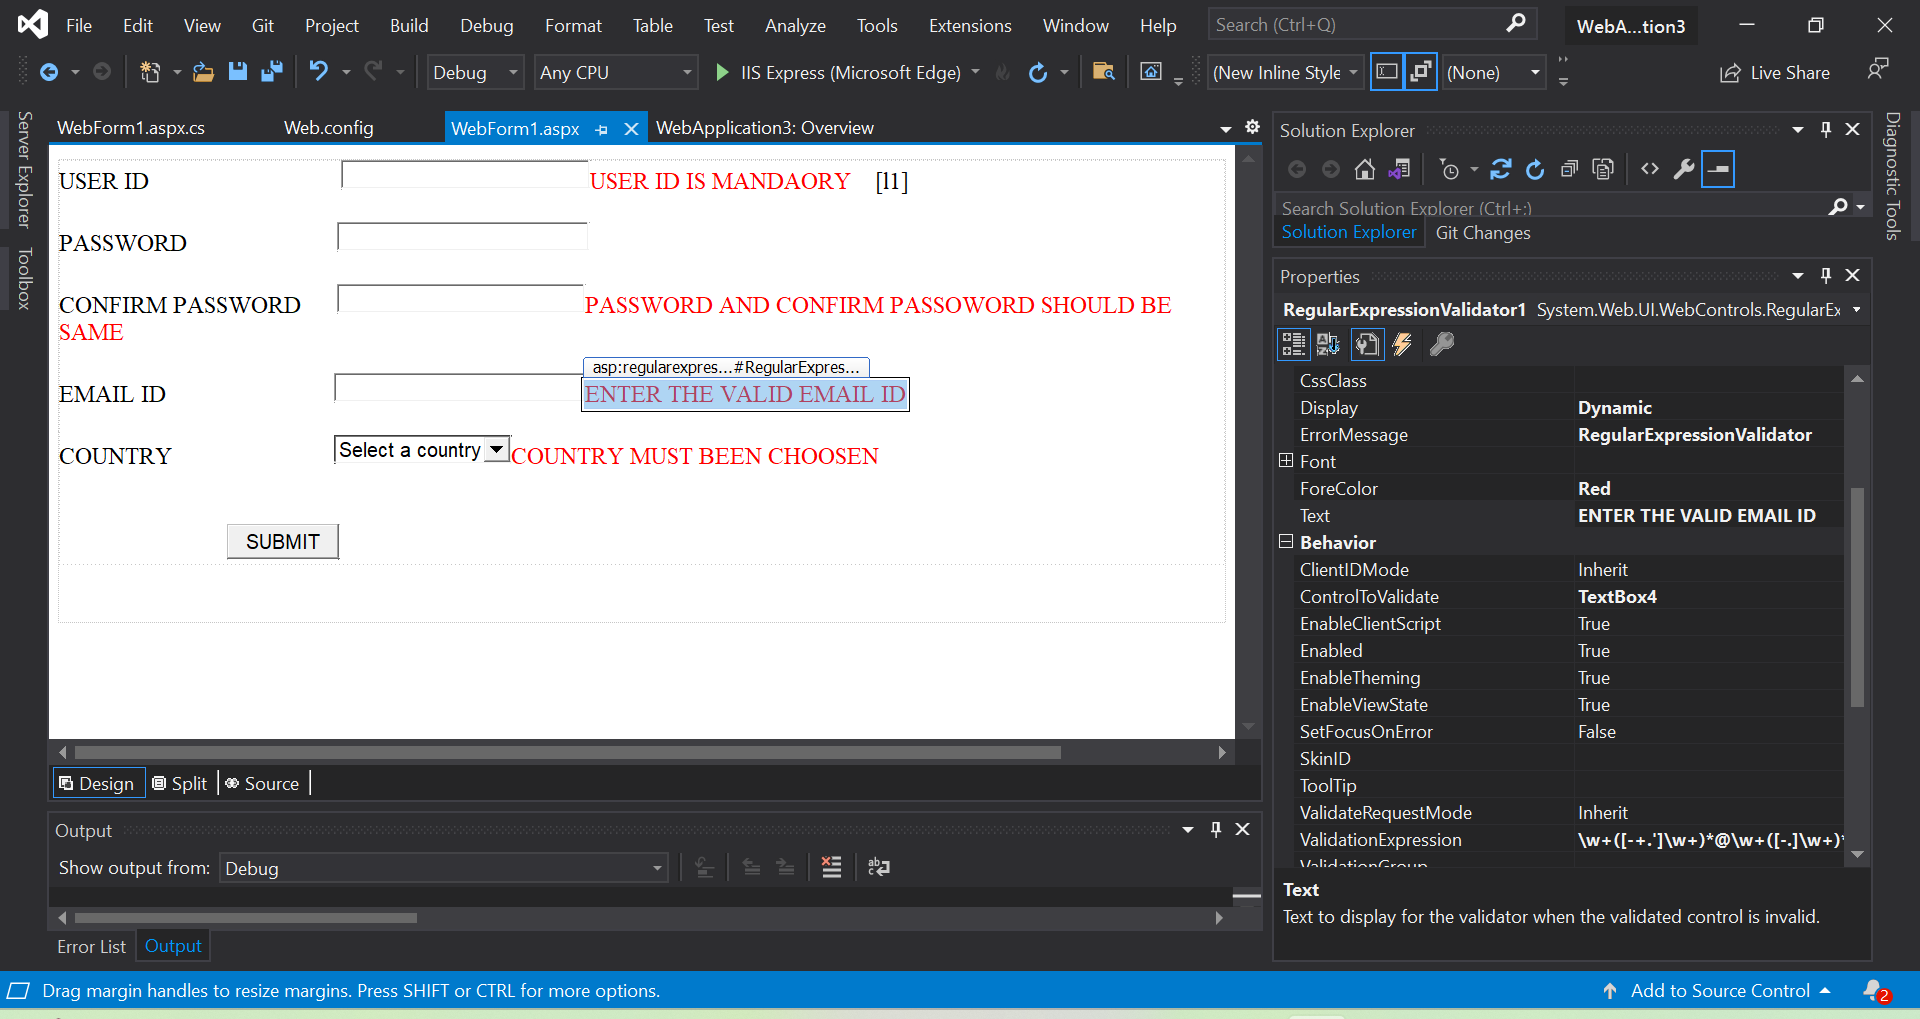 File Edit View Git Project Build Debug Format Table Test Analyze Tools Extensions Window Help Search (Ctrl+Q) WebA...tion3
Debug Any CPU IIS Express (Microsoft Edge) (New Inline Style (None) Live Share
Server Explorer
Toolbox
WebForm1.aspx.cs Web.config WebForm1.aspx WebApplication3: Overview
USER ID USER ID IS MANDAORY [l1]
PASSWORD
CONFIRM PASSWORD PASSWORD AND CONFIRM PASSOWORD SHOULD BE
SAME
asp:regularexpres...#RegularExpres...
EMAIL ID ENTER THE VALID EMAIL ID
COUNTRY Select a country COUNTRY MUST BEEN CHOOSEN
SUBMIT
Design Split Source
Output
Show output from: Debug
Error List Output
Solution Explorer
Search Solution Explorer (Ctrl+;)
Solution Explorer Git Changes
Properties
RegularExpressionValidator1 System.Web.UI.WebControls.RegularEx
CssClass
Display Dynamic
ErrorMessage RegularExpressionValidator
Font
ForeColor Red
Text ENTER THE VALID EMAIL ID
Behavior
ClientIDMode Inherit
ControlToValidate TextBox4
EnableClientScript True
Enabled True
EnableTheming True
EnableViewState True
SetFocusOnError False
SkinID
ToolTip
ValidateRequestMode Inherit
ValidationExpression \w+([-+.']\w+)*@\w+([-.]\w+)*
ValidationGroup
Text
Text to display for the validator when the validated control is invalid.
Diagnostic Tools
Drag margin handles to resize margins. Press SHIFT or CTRL for more options. Add to Source Control 2